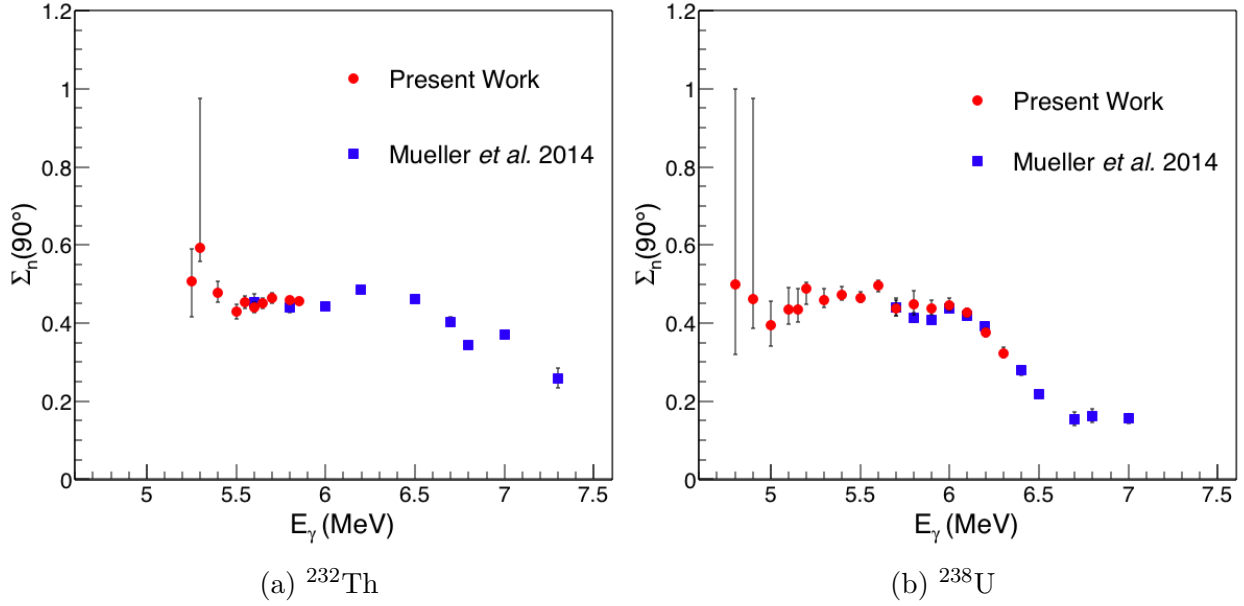 1.2
1
0.8
0.6
0.4
0.2
0
Σn(90°)
Present Work
Mueller et al. 2014
5
5.5
6
6.5
7
7.5
Eγ (MeV)
(a) ²³²Th
1.2
1
0.8
0.6
0.4
0.2
0
Σn(90°)
Present Work
Mueller et al. 2014
5
5.5
6
6.5
7
7.5
Eγ (MeV)
(b) ²³⁸U